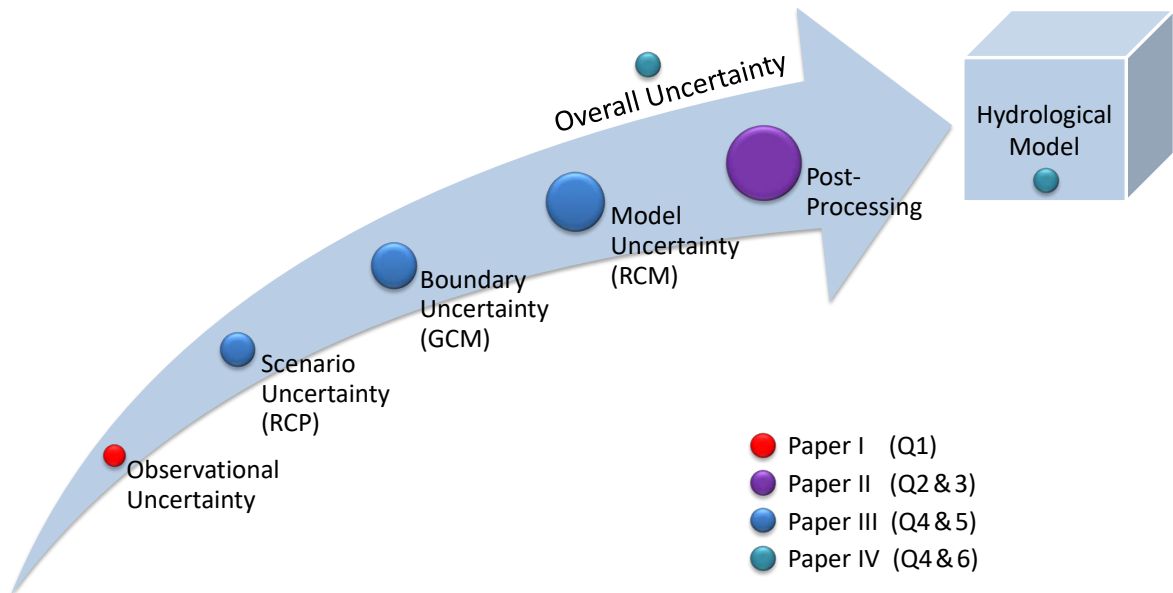 Overall Uncertainty
Hydrological
Model
Post-
Processing
Model
Uncertainty
(RCM)
Boundary
Uncertainty
(GCM)
Scenario
Uncertainty
(RCP)
Observational
Uncertainty
Paper I (Q1)
Paper II (Q2 & 3)
Paper III (Q4 & 5)
Paper IV (Q4 & 6)